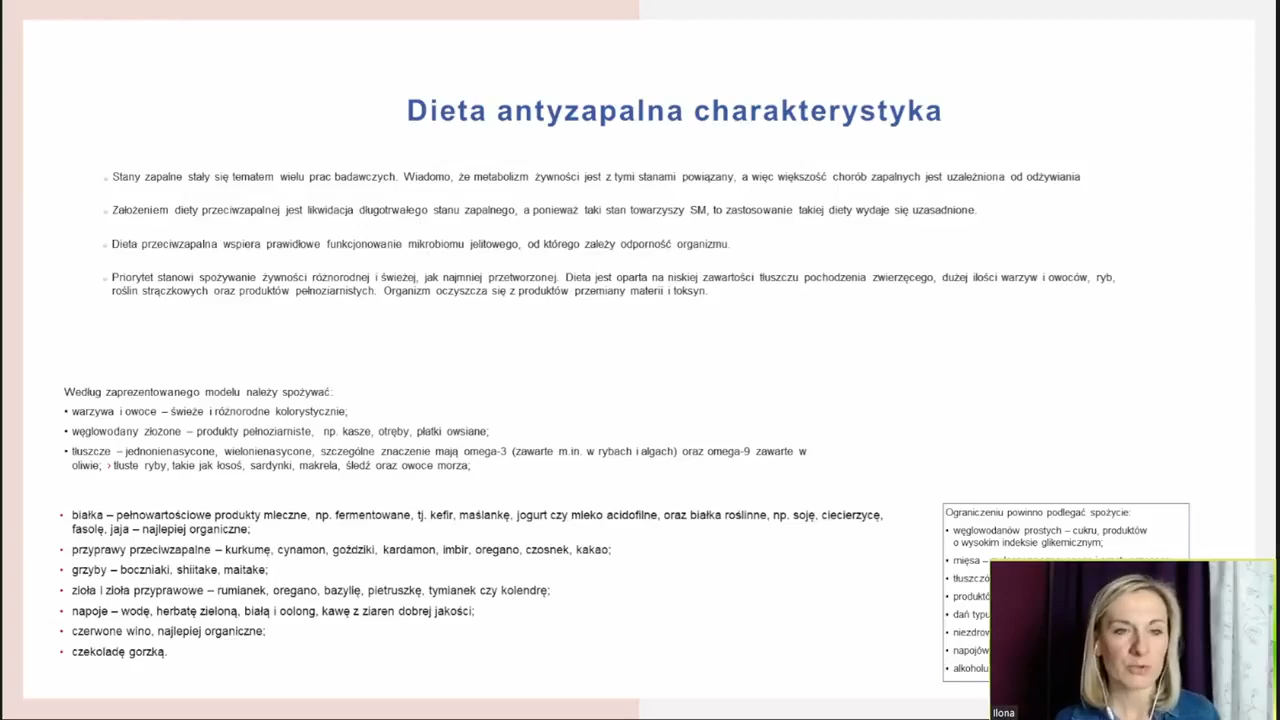 Dieta antyzapalna charakterystyka
Stany zapalne stały się tematem wielu prac badawczych. Wiadomo, że metabolizm żywności jest z tymi stanami powiązany, a więc większość chorób zapalnych jest uzależniona od odżywiania
Założeniem diety przeciwzapalnej jest likwidacja długotrwałego stanu zapalnego, a ponieważ taki stan towarzyszy SM, to zastosowanie takiej diety wydaje się uzasadnione.
Dieta przeciwzapalna wspiera prawidłowe funkcjonowanie mikrobiomu jelitowego, od którego zależy odporność organizmu.
Priorytet stanowi spożywanie żywności różnorodnej i świeżej, jak najmniej przetworzonej. Dieta jest oparta na niskiej zawartości tłuszczu pochodzenia zwierzęcego, dużej ilości warzyw i owoców, ryb,
roślin strączkowych oraz produktów pełnoziarnistych. Organizm oczyszcza się z produktów przemiany materii i toksyn.
Według zaprezentowanego modelu należy spożywać:
• warzywa i owoce – świeże i różnorodne kolorystycznie;
• węglowodany złożone – produkty pełnoziarniste, np. kasze, otręby, płatki owsiane;
• tłuszcze – jednonienasycone, wielonienasycone, szczególne znaczenie mają omega-3 (zawarte m.in. w rybach i algach) oraz omega-9 zawarte w
oliwie; › tłuste ryby, takie jak łosoś, sardynki, makrela, śledź oraz owoce morza;
• białka – pełnowartościowe produkty mleczne, np. fermentowane, tj. kefir, maślankę, jogurt czy mleko acidofilne, oraz białka roślinne, np. soję, ciecierzycę,
fasolę, jaja – najlepiej organiczne;
• przyprawy przeciwzapalne – kurkumę, cynamon, goździki, kardamon, imbir, oregano, czosnek, kakao;
• grzyby – boczniaki, shiitake, maitake;
• zioła I zioła przyprawowe – rumianek, oregano, bazylię, pietruszkę, tymianek czy kolendrę;
• napoje – wodę, herbatę zieloną, białą i oolong, kawę z ziaren dobrej jakości;
• czerwone wino, najlepiej organiczne;
• czekoladę gorzką.
Ograniczeniu powinno podlegać spożycie:
• węglowodanów prostych – cukru, produktów
o wysokim indeksie glikemicznym;
• mięsa –
• tłuszczó
• produktó
• dań typu
• niezdrow
• napojów
• alkoholu
Ilona